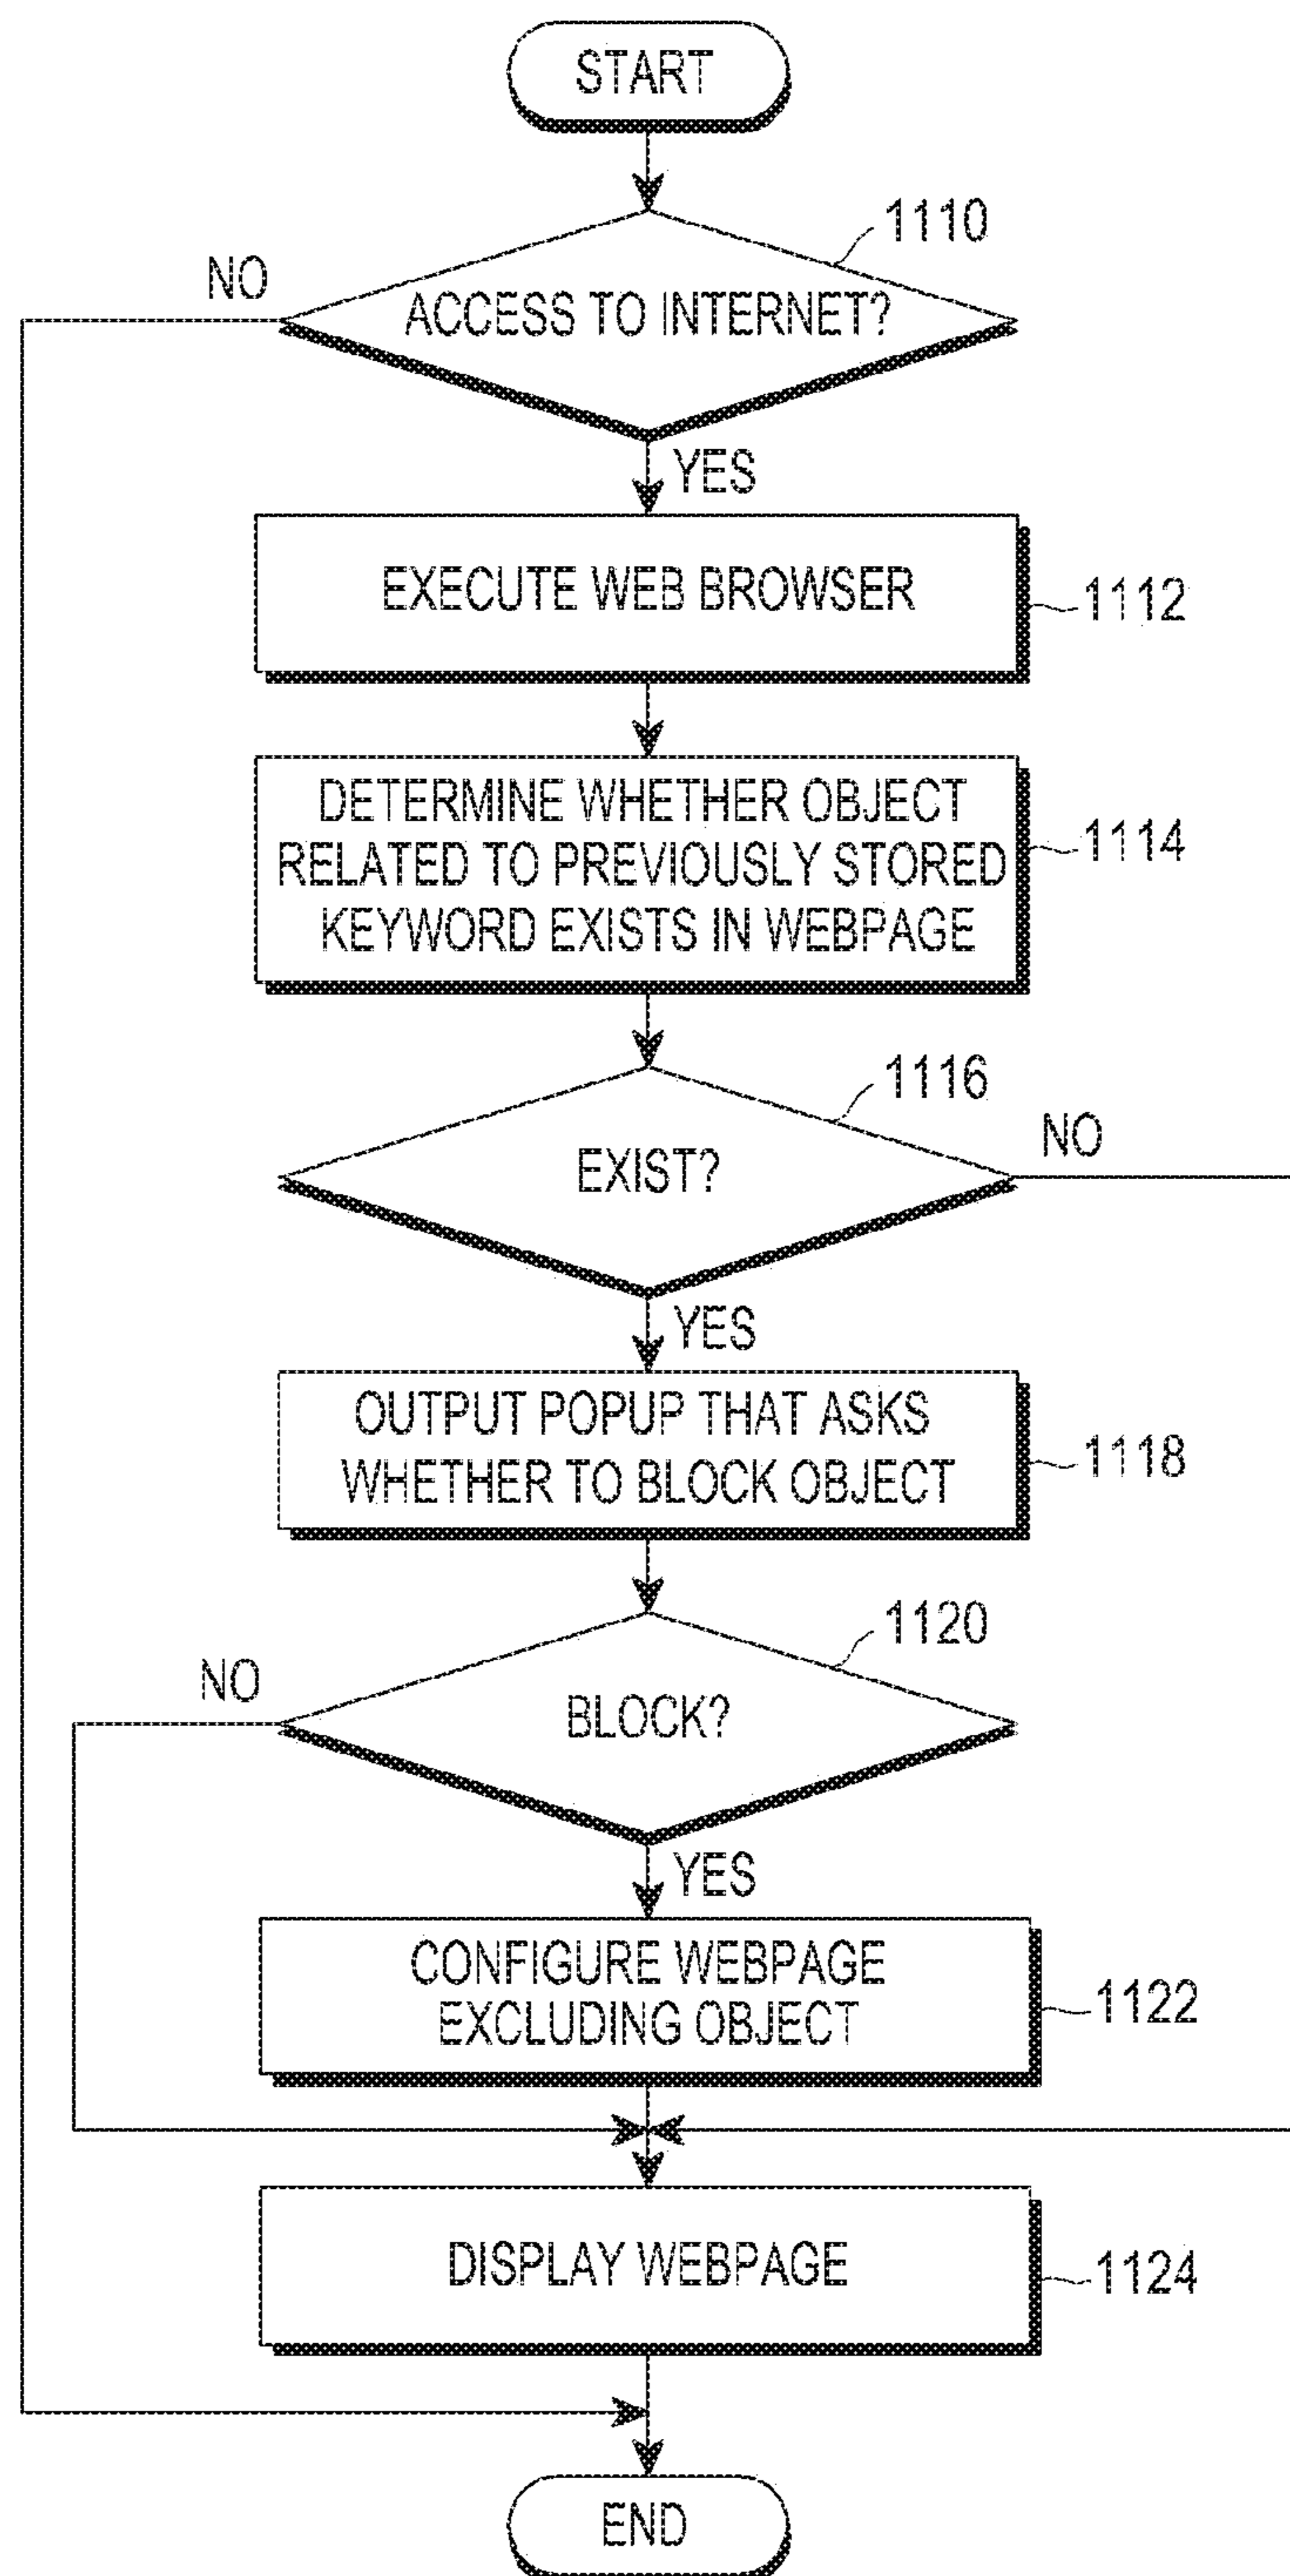 START
1110
NO
ACCESS TO INTERNET?
YES
EXECUTE WEB BROWSER
1112
DETERMINE WHETHER OBJECT
RELATED TO PREVIOUSLY STORED
KEYWORD EXISTS IN WEBPAGE
1114
1116
NO
EXIST?
YES
OUTPUT POPUP THAT ASKS
WHETHER TO BLOCK OBJECT
1118
1120
NO
BLOCK?
YES
CONFIGURE WEBPAGE
EXCLUDING OBJECT
1122
DISPLAY WEBPAGE
1124
END